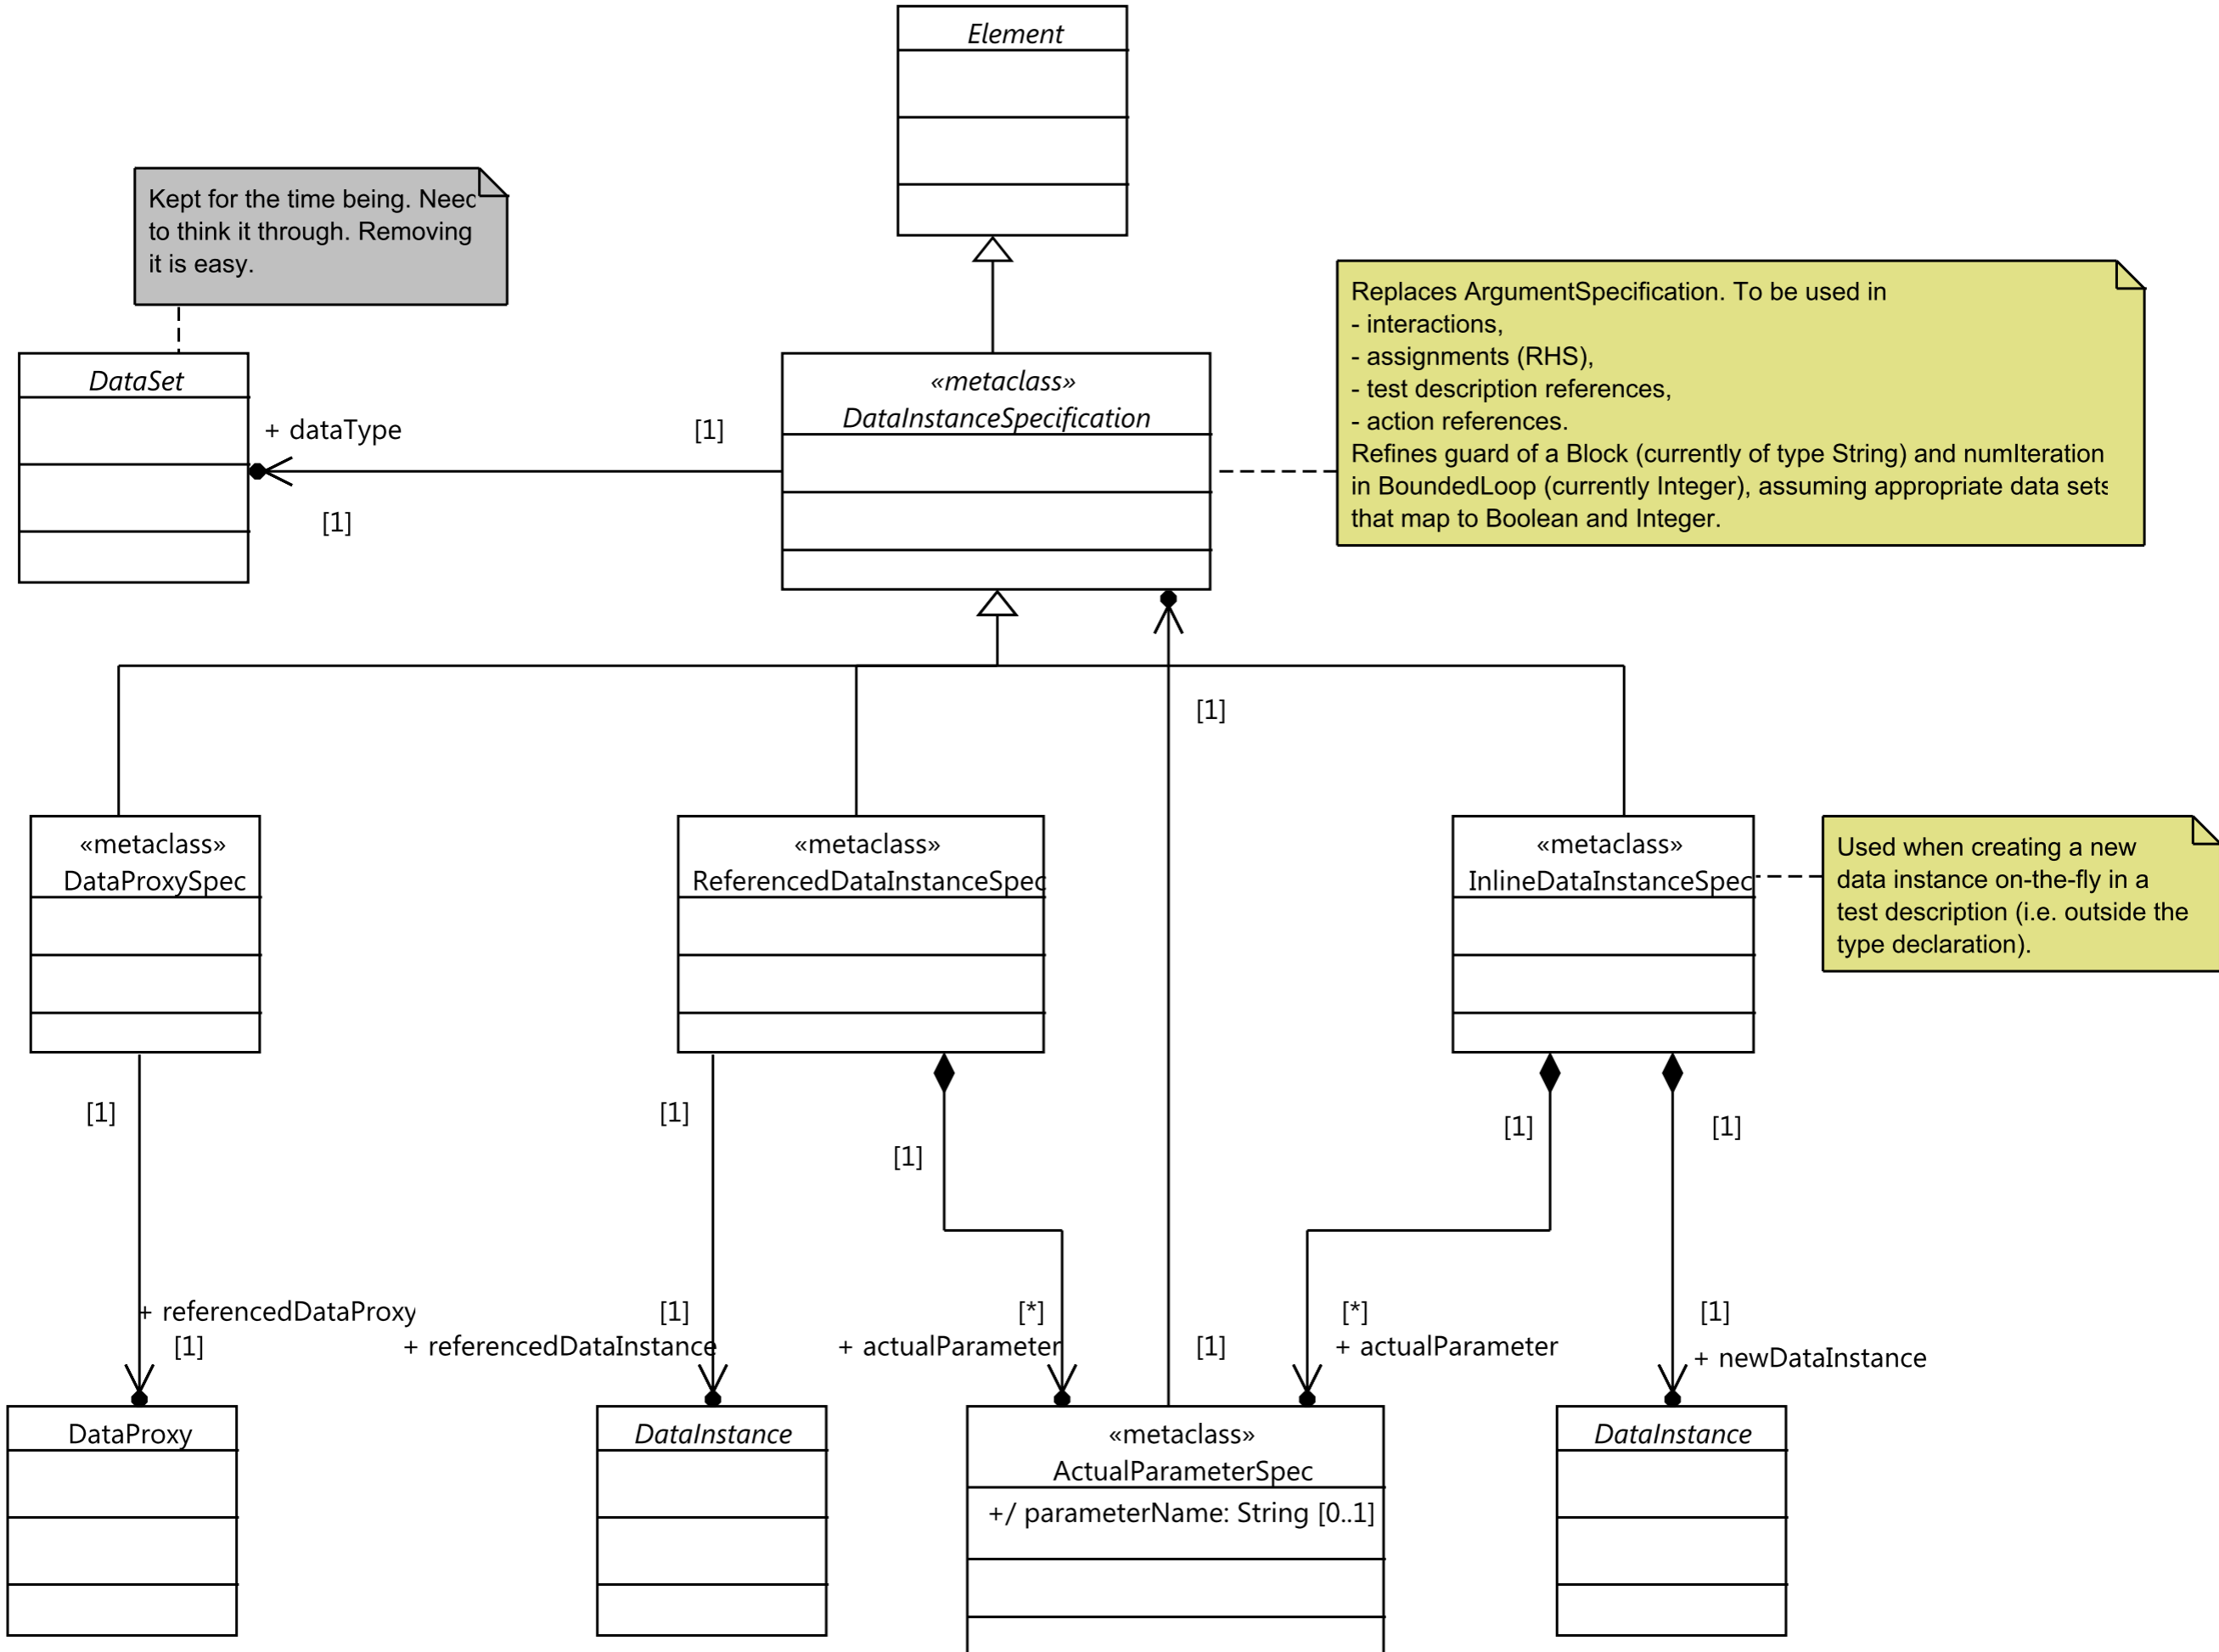 Element
Kept for the time being. Need
to think it through. Removing
it is easy.
Replaces ArgumentSpecification. To be used in
- interactions,
- assignments (RHS),
- test description references,
- action references.
Refines guard of a Block (currently of type String) and numIteration
in BoundedLoop (currently Integer), assuming appropriate data sets
that map to Boolean and Integer.
DataSet
«metaclass»
DataInstanceSpecification
+ dataType
[1]
[1]
[1]
«metaclass»
DataProxySpec
«metaclass»
ReferencedDataInstanceSpec
«metaclass»
InlineDataInstanceSpec
Used when creating a new
data instance on-the-fly in a
test description (i.e. outside the
type declaration).
[1]
[1]
[1]
[1]
[1]
+ referencedDataProxy
[1]
[1]
+ referencedDataInstance
[*]
+ actualParameter
[1]
[*]
+ actualParameter
[1]
+ newDataInstance
DataProxy
DataInstance
«metaclass»
ActualParameterSpec
+/ parameterName: String [0..1]
DataInstance